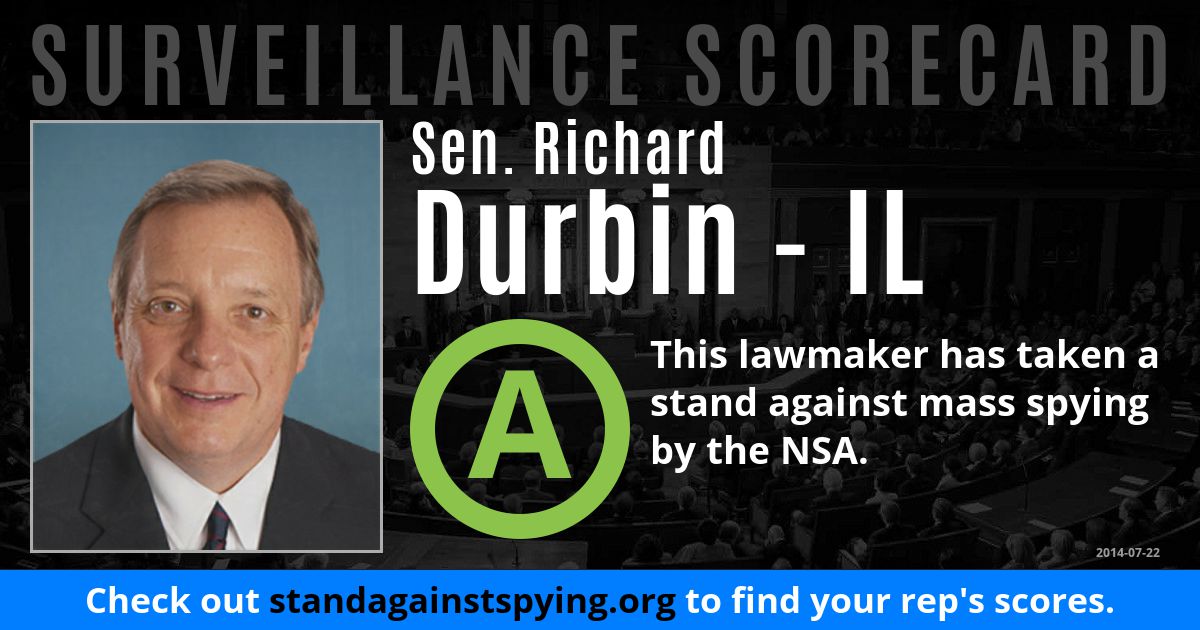 SURVEILLANCE SCORECARD
Sen. Richard
Durbin - IL
A
This lawmaker has taken a
stand against mass spying
by the NSA.
2014-07-22
Check out standagainstspying.org to find your rep's scores.